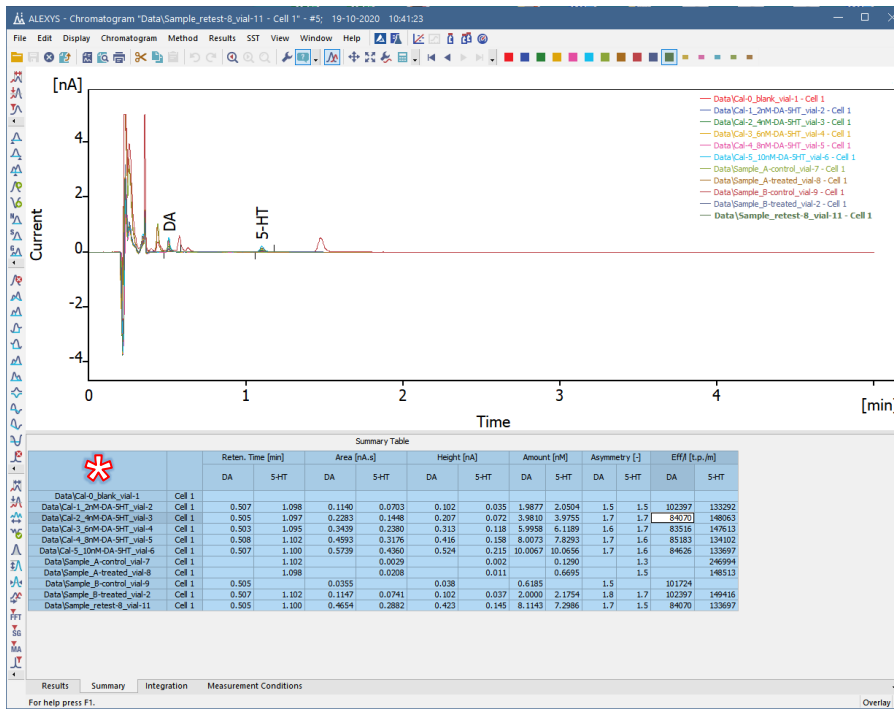 ALEXYS - Chromatogram "Data\Sample_retest-8_vial-11 - Cell 1" - #5; 19-10-2020 10:41:23
File Edit Display Chromatogram Method Results SST View Window Help
[nA]
Data\Cal-0_blank_vial-1 - Cell 1
Data\Cal-1_2nM-DA-5HT_vial-2 - Cell 1
Data\Cal-2_4nM-DA-5HT_vial-3 - Cell 1
Data\Cal-3_6nM-DA-5HT_vial-4 - Cell 1
Data\Cal-4_8nM-DA-5HT_vial-5 - Cell 1
Data\Cal-5_10nM-DA-5HT_vial-6 - Cell 1
Data\Sample_A-control_vial-7 - Cell 1
Data\Sample_A-treated_vial-8 - Cell 1
Data\Sample_B-control_vial-9 - Cell 1
Data\Sample_B-treated_vial-2 - Cell 1
Data\Sample_retest-8_vial-11 - Cell 1
4
2
0
-2
-4
Current
DA
5-HT
0 1 2 3 4
[min]
Time
Summary Table
Reten. Time [min] Area [nA.s] Height [nA] Amount [nM] Asymmetry [-] Eff/l [t.p./m]
DA 5-HT DA 5-HT DA 5-HT DA 5-HT DA 5-HT DA 5-HT
Data\Cal-0_blank_vial-1 Cell 1
Data\Cal-1_2nM-DA-5HT_vial-2 Cell 1 0.507 1.098 0.1140 0.0703 0.102 0.035 1.9877 2.0504 1.5 1.5 102397 133292
Data\Cal-2_4nM-DA-5HT_vial-3 Cell 1 0.505 1.097 0.2283 0.1448 0.207 0.072 3.9810 3.9755 1.7 1.7 84070 148063
Data\Cal-3_6nM-DA-5HT_vial-4 Cell 1 0.503 1.095 0.3439 0.2380 0.313 0.118 5.9958 6.1189 1.6 1.7 83516 147613
Data\Cal-4_8nM-DA-5HT_vial-5 Cell 1 0.508 1.102 0.4593 0.3176 0.416 0.158 8.0073 7.8293 1.7 1.6 85183 134102
Data\Cal-5_10nM-DA-5HT_vial-6 Cell 1 0.507 1.100 0.5739 0.4360 0.524 0.215 10.0067 10.0656 1.7 1.6 84626 133697
Data\Sample_A-control_vial-7 Cell 1 1.102 0.0029 0.002 0.1290 1.3 246994
Data\Sample_A-treated_vial-8 Cell 1 1.098 0.0208 0.011 0.6695 1.5 148513
Data\Sample_B-control_vial-9 Cell 1 0.505 0.0355 0.038 0.6185 1.5 101724
Data\Sample_B-treated_vial-2 Cell 1 0.507 1.102 0.1147 0.0741 0.102 0.037 2.0000 2.1754 1.8 1.7 102397 149416
Data\Sample_retest-8_vial-11 Cell 1 0.505 1.100 0.4654 0.2882 0.423 0.145 8.1143 7.2986 1.7 1.5 84070 133697
FFT
SG
MA
Results Summary Integration Measurement Conditions
For help press F1. Overlay